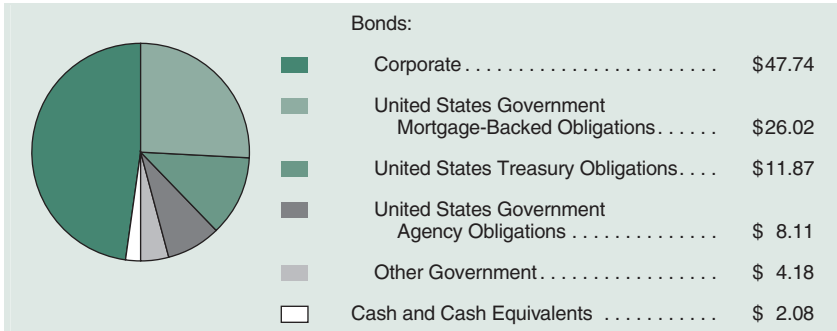 Bonds:
Corporate........................ $47.74
United States Government
Mortgage-Backed Obligations...... $26.02
United States Treasury Obligations.... $11.87
United States Government
Agency Obligations .............. $ 8.11
Other Government................. $ 4.18
Cash and Cash Equivalents ........... $ 2.08